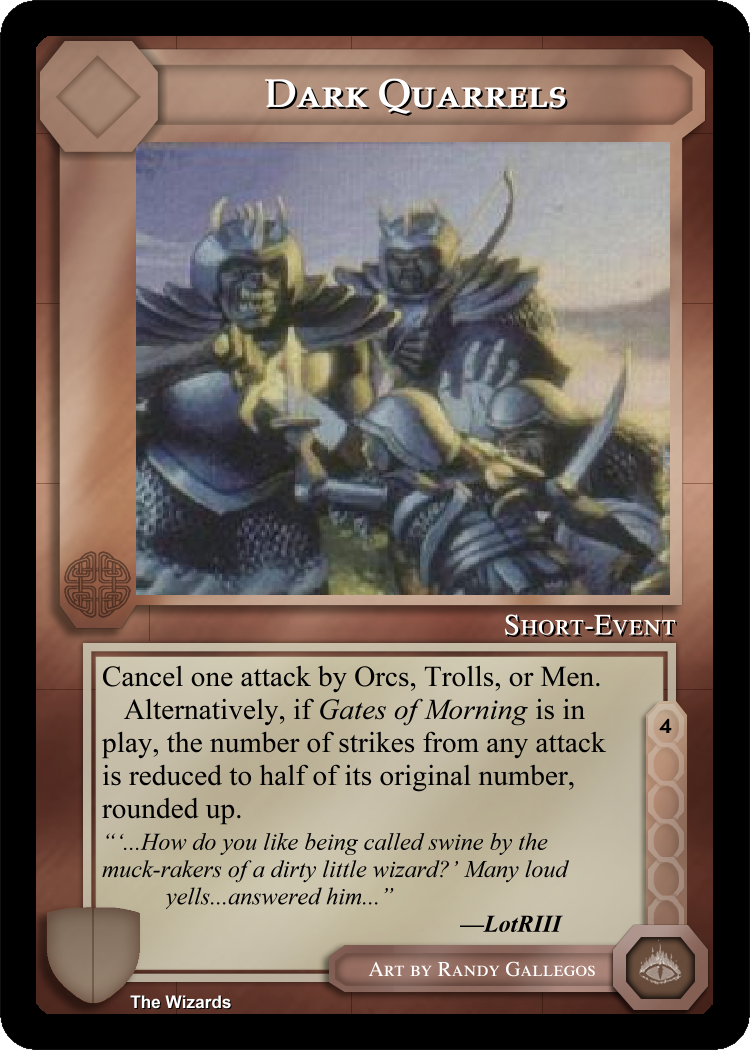 Dark Quarrels
Short-Event
Cancel one attack by Orcs, Trolls, or Men.
Alternatively, if Gates of Morning is in
play, the number of strikes from any attack
is reduced to half of its original number,
rounded up.
4
“‘...How do you like being called swine by the
muck-rakers of a dirty little wizard?’ Many loud
yells...answered him...”
—LotRIII
Art by Randy Gallegos
The Wizards